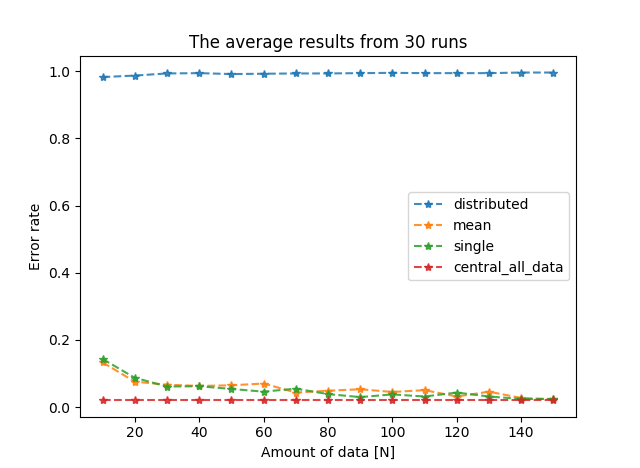 The average results from 30 runs
1.0
0.8
0.6
0.4
0.2
0.0
Error rate
distributed
mean
single
central_all_data
20 40 60 80 100 120 140
Amount of data [N]